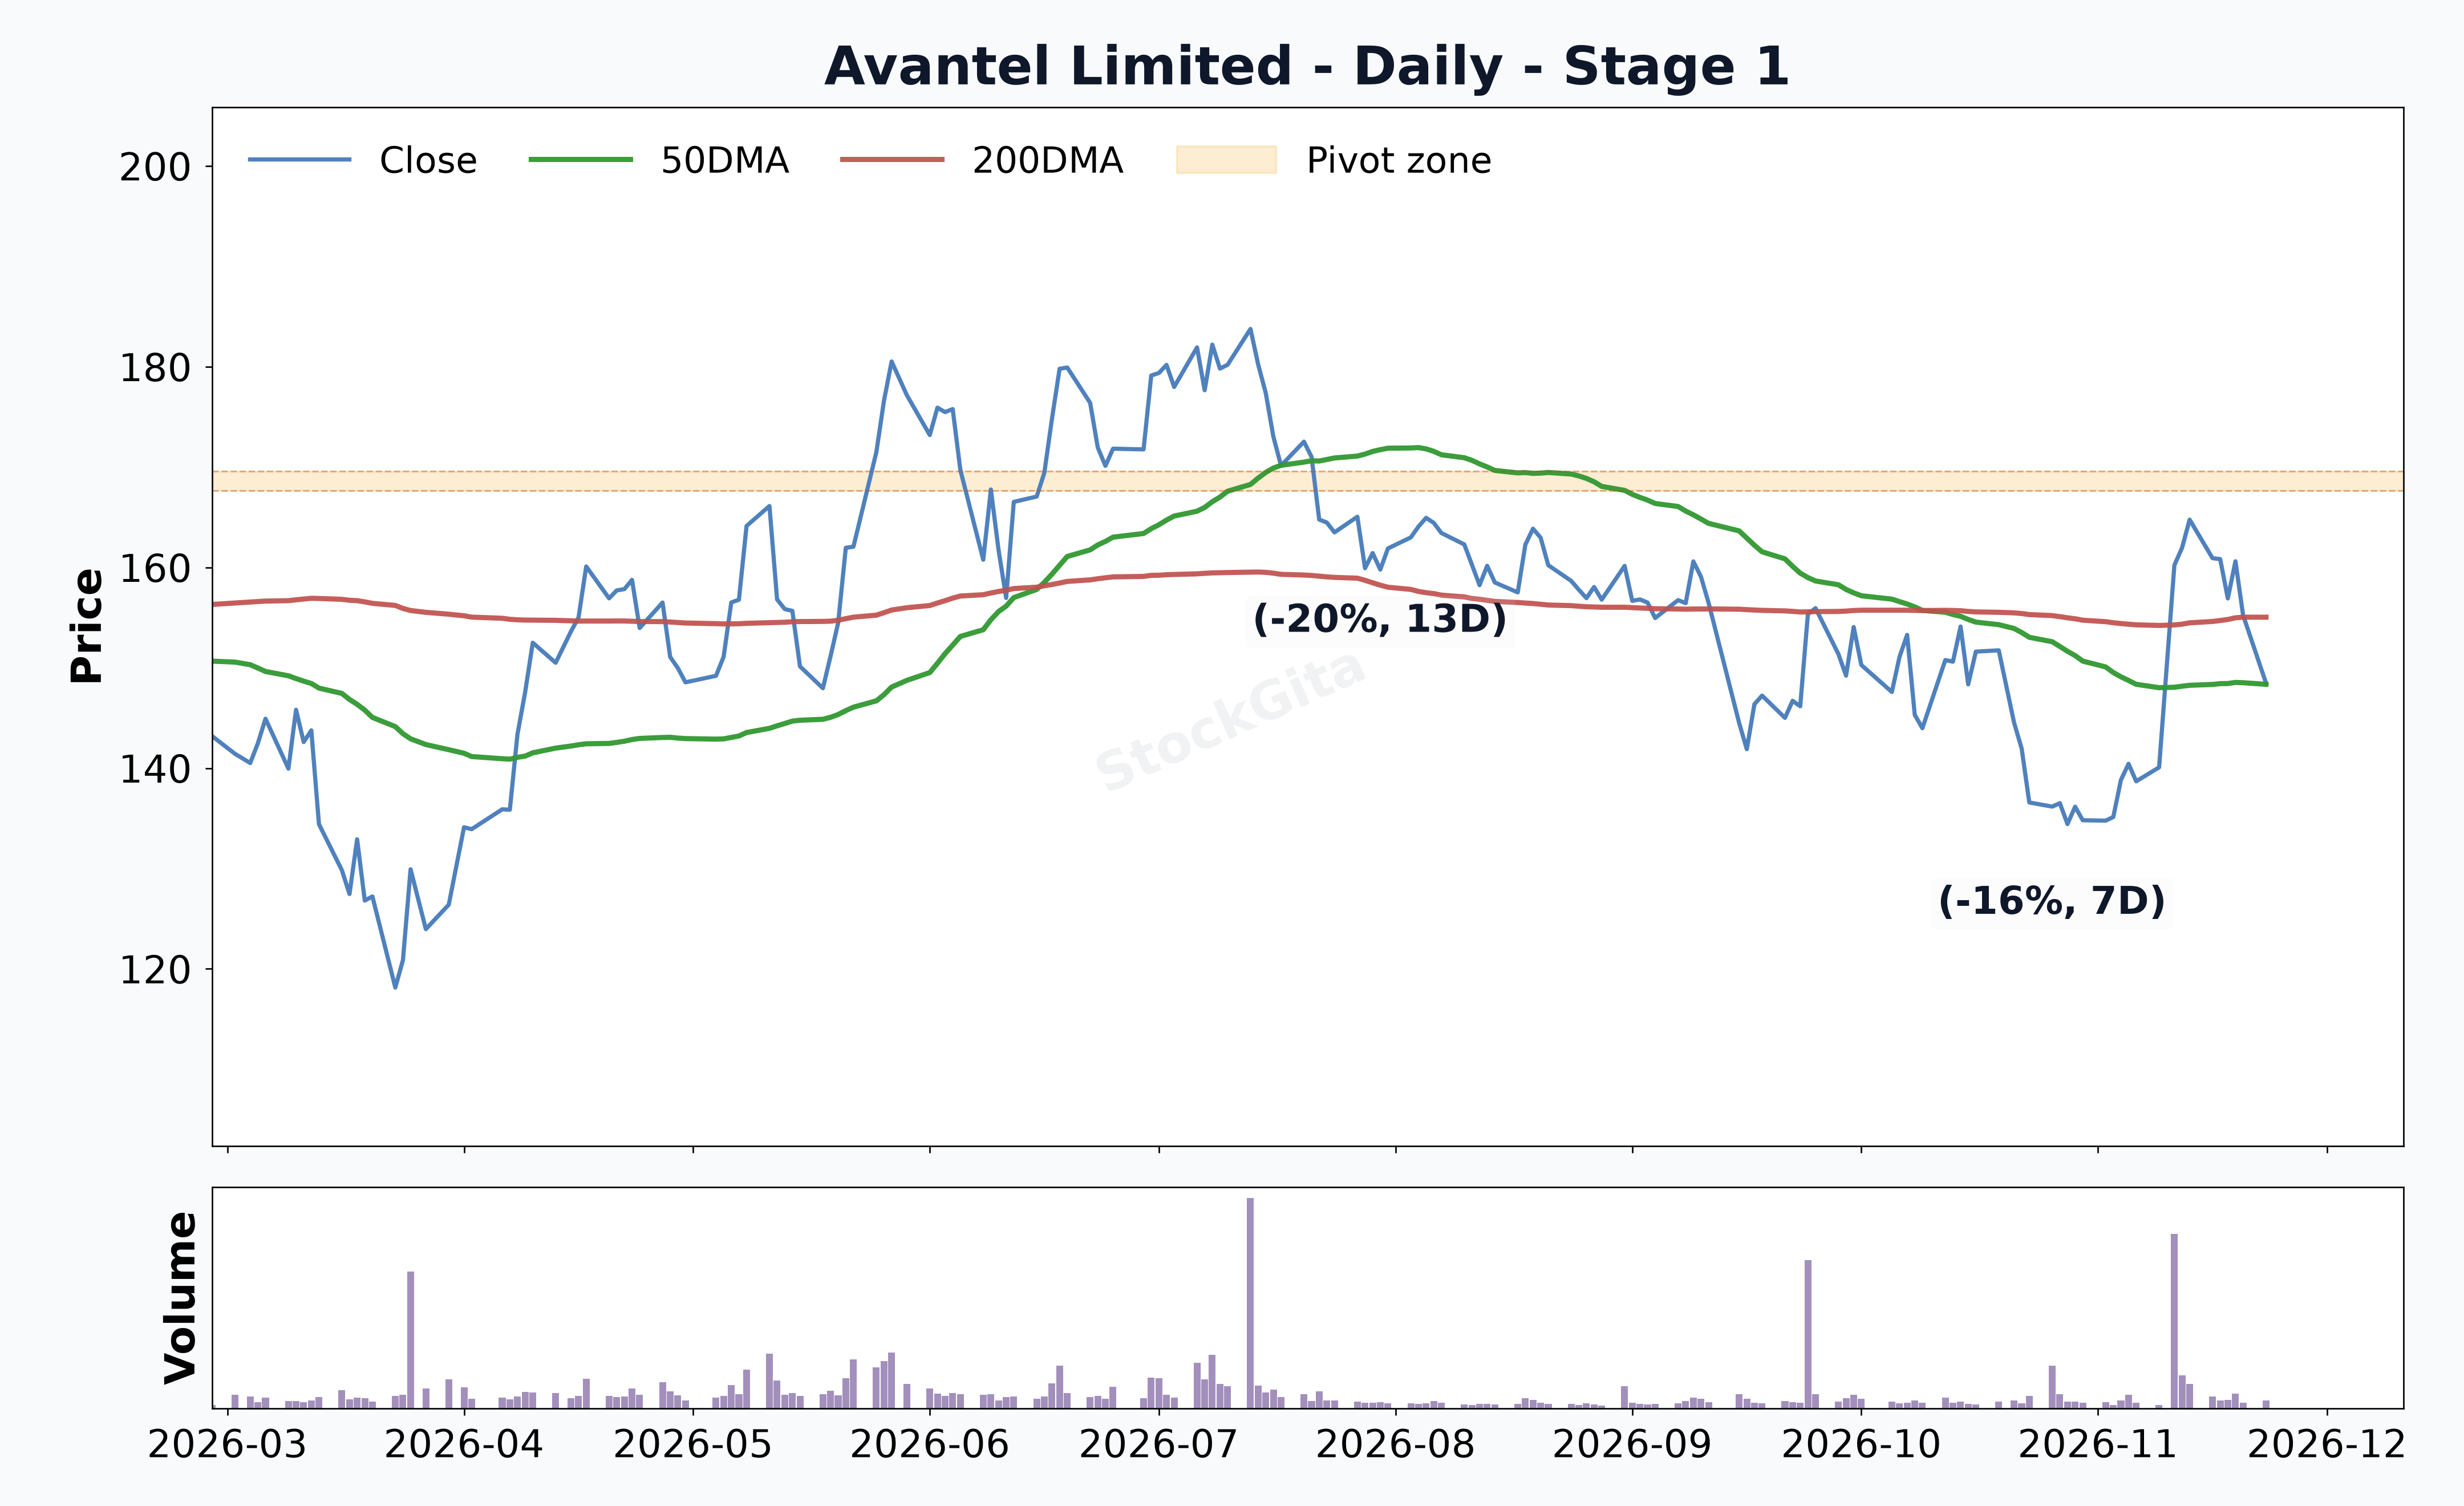 Avantel Limited - Daily - Stage 1
Close 50DMA 200DMA Pivot zone
200
180
160
140
120
Price
(-20%, 13D)
StockGita
(-16%, 7D)
Volume
2026-03 2026-04 2026-05 2026-06 2026-07 2026-08 2026-09 2026-10 2026-11 2026-12